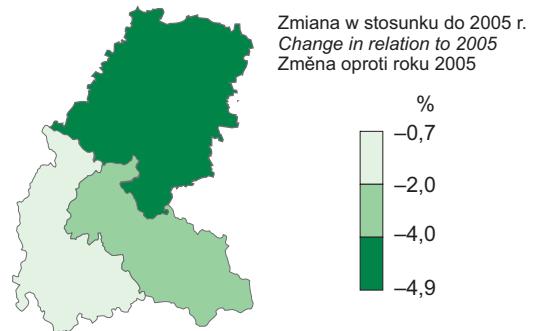 Zmiana w stosunku do 2005 r.
Change in relation to 2005
Změna oproti roku 2005
%
–0,7
–2,0
–4,0
–4,9